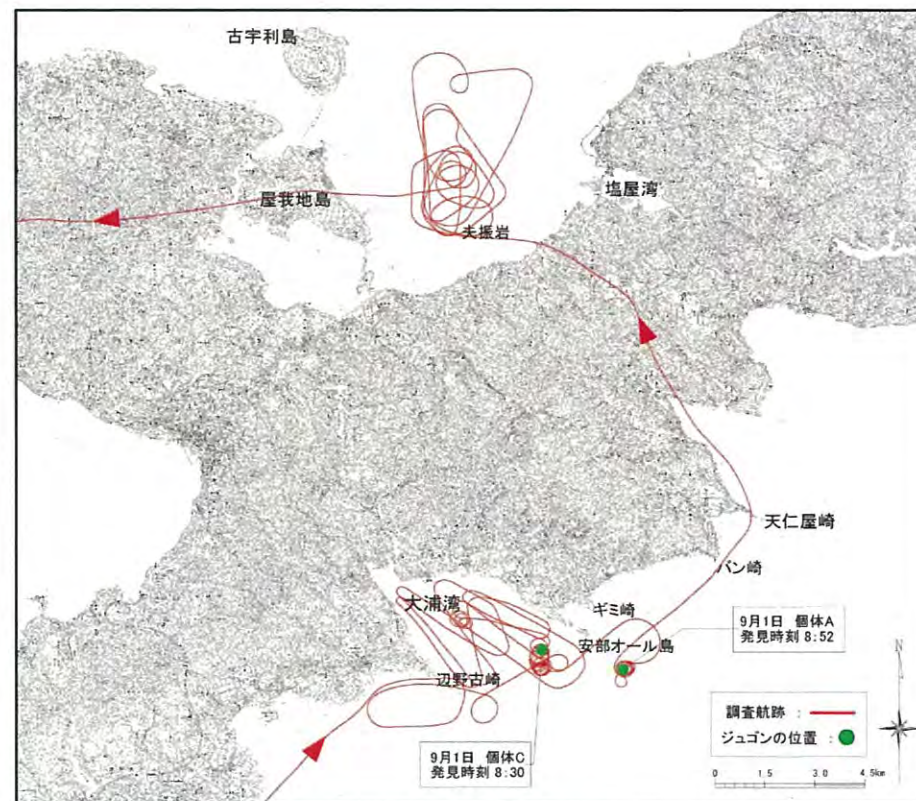 古宇利島
屋我地島
塩屋湾
夫振岩
天仁屋崎
バン崎
ギミ崎
大浦湾
安部オール島
辺野古崎
9月1日 個体A
発見時刻 8:52
9月1日 個体C
発見時刻 8:30
調査航跡 :
ジュゴンの位置 :
N
0 1.5 3.0 4.5km